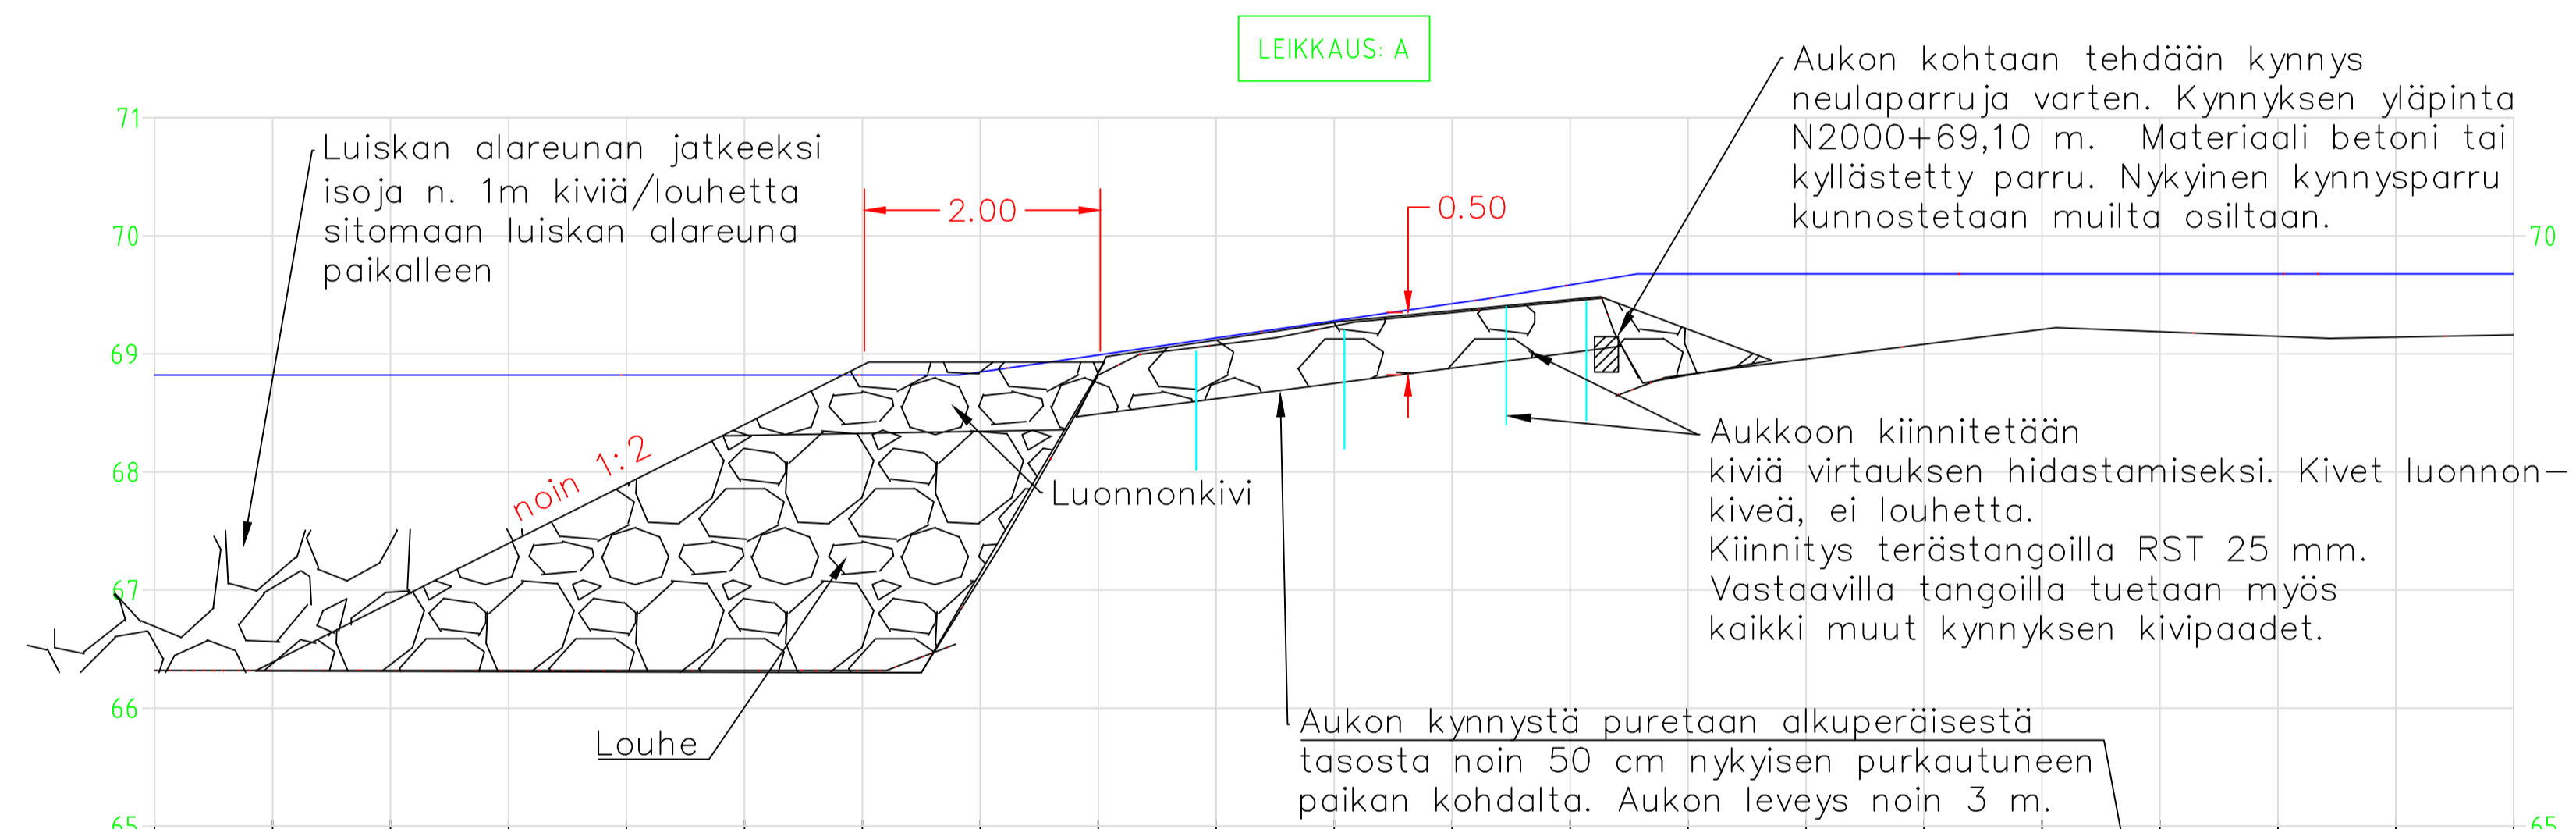 LEIKKAUS: A
Aukon kohtaan tehdään kynnys
neulaparruja varten. Kynnyksen yläpinta
N2000+69,10 m. Materiaali betoni tai
kyllästetty parru. Nykyinen kynnysparru
kunnostetaan muilta osiltaan.
71
Luiskan alareunan jatkeeksi
isoja n. 1m kiviä/louhetta
sitomaan luiskan alareuna
paikalleen
2.00
0.50
70
70
69
noin 1:2
68
Luonnonkivi
Aukkoon kiinnitetään
kiviä virtauksen hidastamiseksi. Kivet luonnon-
kiveä, ei louhetta.
Kiinnitys terästangoilla RST 25 mm.
Vastaavilla tangoilla tuetaan myös
kaikki muut kynnyksen kivipaadet.
67
66
Louhe
Aukon kynnystä puretaan alkuperäisestä
tasosta noin 50 cm nykyisen purkautuneen
paikan kohdalta. Aukon leveys noin 3 m.
65
65